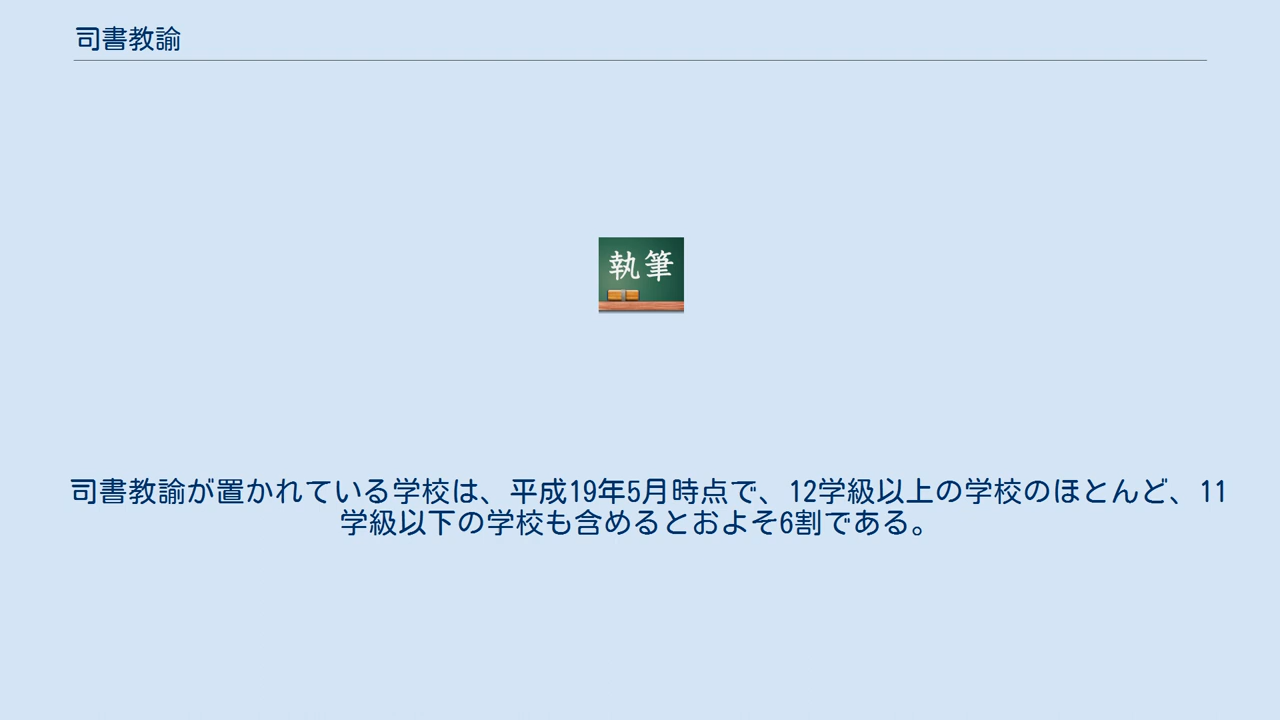 司書教諭
執筆
司書教諭が置かれている学校は、平成19年5月時点で、12学級以上の学校のほとんど、11
学級以下の学校も含めるとおよそ6割である。